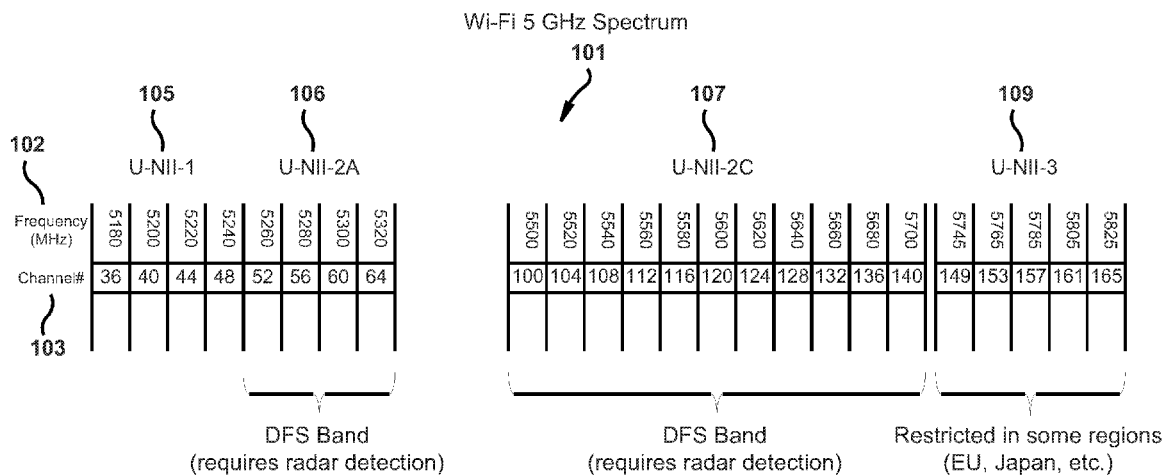 Wi-Fi 5 GHz Spectrum
101
105 106 107 109
102
U-NII-1 U-NII-2A U-NII-2C U-NII-3
Frequency
(MHz)
5180 5200 5220 5240 5260 5280 5300 5320 5500 5520 5540 5560 5580 5600 5620 5640 5660 5680 5700 5745 5765 5785 5805 5825
Channel# 36 40 44 48 52 56 60 64 100 104 108 112 116 120 124 128 132 136 140 149 153 157 161 165
103
DFS Band DFS Band Restricted in some regions
(requires radar detection) (requires radar detection) (EU, Japan, etc.)